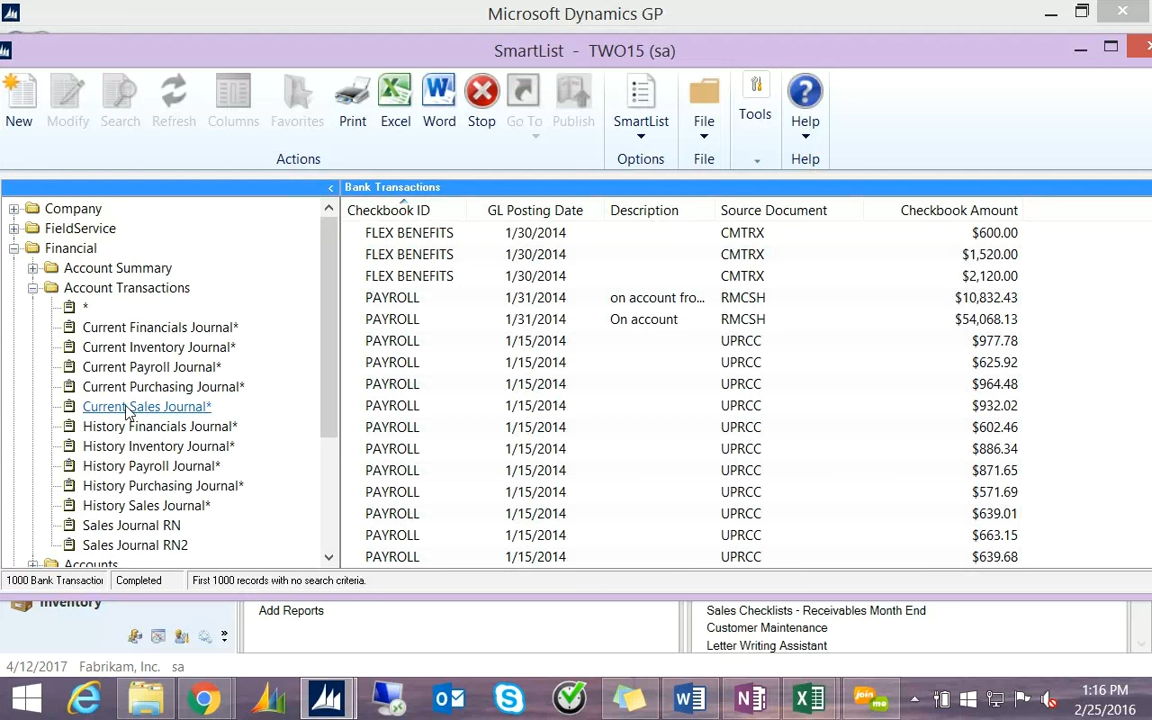 Microsoft Dynamics GP
SmartList - TWO15 (sa)
New Modify Search Refresh Columns Favorites Print Excel Word Stop Go To Publish SmartList File Tools Help
Actions Options File Help
Bank Transactions
Company
FieldService
Financial
Account Summary
Account Transactions
*
Current Financials Journal*
Current Inventory Journal*
Current Payroll Journal*
Current Purchasing Journal*
Current Sales Journal*
History Financials Journal*
History Inventory Journal*
History Payroll Journal*
History Purchasing Journal*
History Sales Journal*
Sales Journal RN
Sales Journal RN2
Accounts
Checkbook ID GL Posting Date Description Source Document Checkbook Amount
FLEX BENEFITS 1/30/2014 CMTRX $600.00
FLEX BENEFITS 1/30/2014 CMTRX $1,520.00
FLEX BENEFITS 1/30/2014 CMTRX $2,120.00
PAYROLL 1/31/2014 on account fro... RMCSH $10,832.43
PAYROLL 1/31/2014 On account RMCSH $54,068.13
PAYROLL 1/15/2014 UPRCC $977.78
PAYROLL 1/15/2014 UPRCC $625.92
PAYROLL 1/15/2014 UPRCC $964.48
PAYROLL 1/15/2014 UPRCC $932.02
PAYROLL 1/15/2014 UPRCC $602.46
PAYROLL 1/15/2014 UPRCC $886.34
PAYROLL 1/15/2014 UPRCC $871.65
PAYROLL 1/15/2014 UPRCC $571.69
PAYROLL 1/15/2014 UPRCC $639.01
PAYROLL 1/15/2014 UPRCC $663.15
PAYROLL 1/15/2014 UPRCC $639.68
1000 Bank Transaction Completed First 1000 records with no search criteria.
Inventory
Add Reports
Sales Checklists - Receivables Month End
Customer Maintenance
Letter Writing Assistant
4/12/2017 Fabrikam, Inc. sa
join me
1:16 PM
2/25/2016